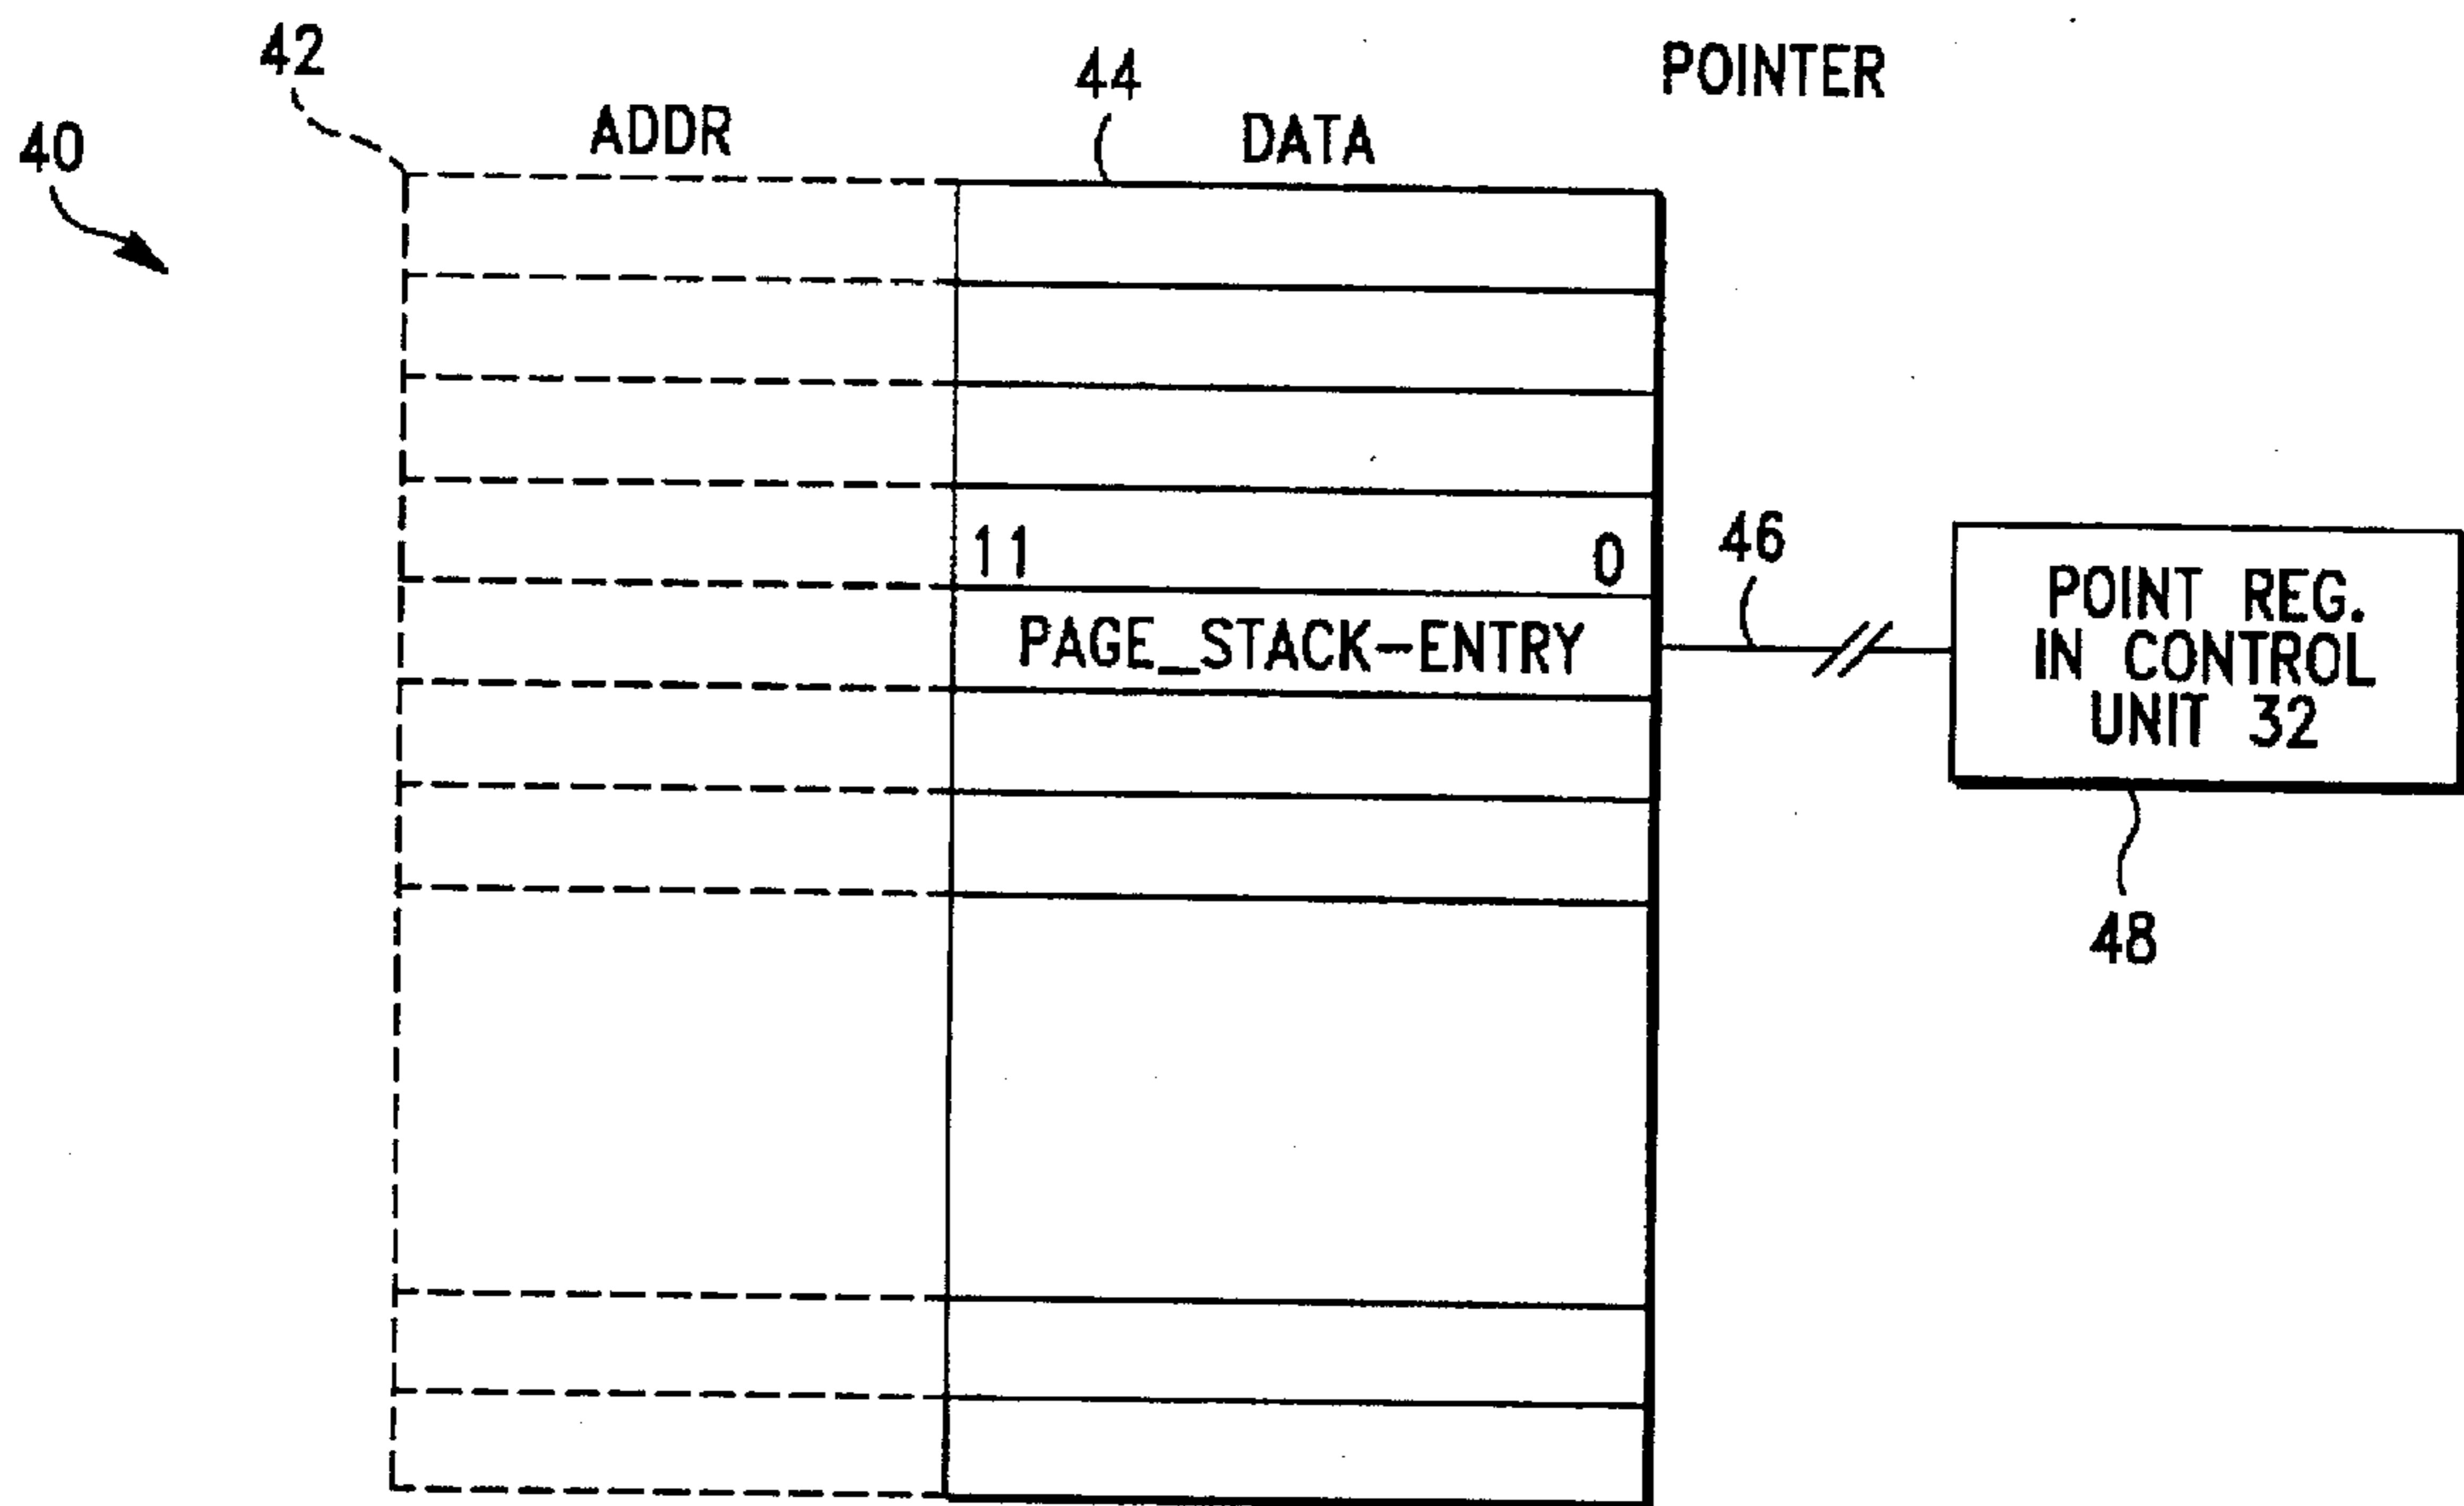 42
44
POINTER
40
ADDR
DATA
11 0
46
PAGE_STACK-ENTRY
POINT REG.
IN CONTROL
UNIT 32
48